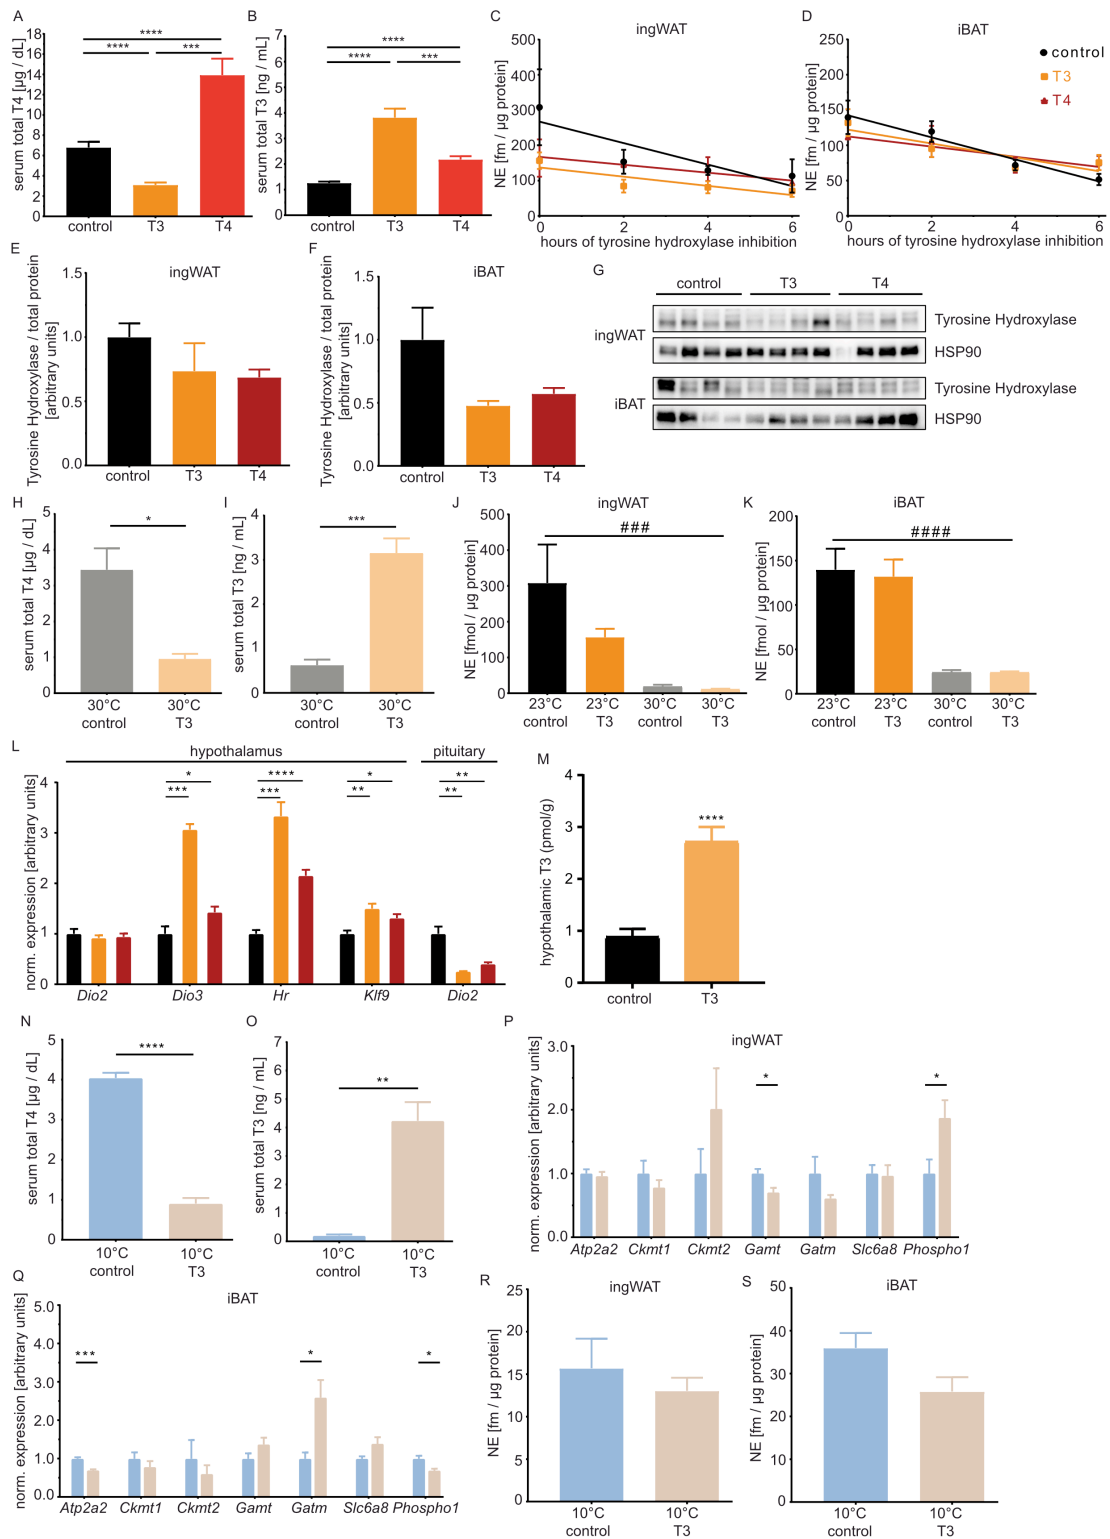 A
serum total T4 [µg / dL]
18
16
14
12
10
8
6
4
2
0
****
****
***
control
T3
T4
B
serum total T3 [ng / mL]
7
6
5
4
3
2
1
0
****
****
***
control
T3
T4
C
ingWAT
NE [fm / µg protein]
500
400
300
200
100
0
0
2
4
6
hours of tyrosine hydroxylase inhibition
D
iBAT
NE [fm / µg protein]
250
200
150
100
50
0
0
2
4
6
hours of tyrosine hydroxylase inhibition
control
T3
T4
E
ingWAT
Tyrosine Hydroxylase / total protein
[arbitrary units]
1.5
1.0
0.5
0.0
control
T3
T4
F
iBAT
Tyrosine Hydroxylase / total protein
[arbitrary units]
1.5
1.0
0.5
0.0
control
T3
T4
G
control
T3
T4
ingWAT
Tyrosine Hydroxylase
HSP90
iBAT
Tyrosine Hydroxylase
HSP90
H
serum total T4 [µg / dL]
5
4
3
2
1
0
*
30°C
control
30°C
T3
I
serum total T3 [ng / mL]
4
3
2
1
0
***
30°C
control
30°C
T3
J
ingWAT
NE [fmol / µg protein]
500
400
300
200
100
0
###
23°C
control
23°C
T3
30°C
control
30°C
T3
K
iBAT
NE [fmol / µg protein]
200
150
100
50
0
####
23°C
control
23°C
T3
30°C
control
30°C
T3
L
hypothalamus
pituitary
norm. expression [arbitrary units]
4
3
2
1
0
*
***
****
***
*
**
**
**
Dio2
Dio3
Hr
Klf9
Dio2
M
hypothalamic T3 (pmol/g)
4
3
2
1
0
****
control
T3
N
serum total T4 [µg / dL]
5
4
3
2
1
0
****
10°C
control
10°C
T3
O
serum total T3 [ng / mL]
7
6
5
4
3
2
1
0
**
10°C
control
10°C
T3
P
ingWAT
norm. expression [arbitrary units]
3.0
2.0
1.0
0.0
*
*
Atp2a2
Ckmt1
Ckmt2
Gamt
Gatm
Slc6a8
Phospho1
Q
iBAT
norm. expression [arbitrary units]
5.0
4.0
3.0
2.0
1.0
0.0
***
*
*
Atp2a2
Ckmt1
Ckmt2
Gamt
Gatm
Slc6a8
Phospho1
R
ingWAT
NE [fm / µg protein]
25
20
15
10
5
0
10°C
control
10°C
T3
S
iBAT
NE [fm / µg protein]
50
40
30
20
10
0
10°C
control
10°C
T3